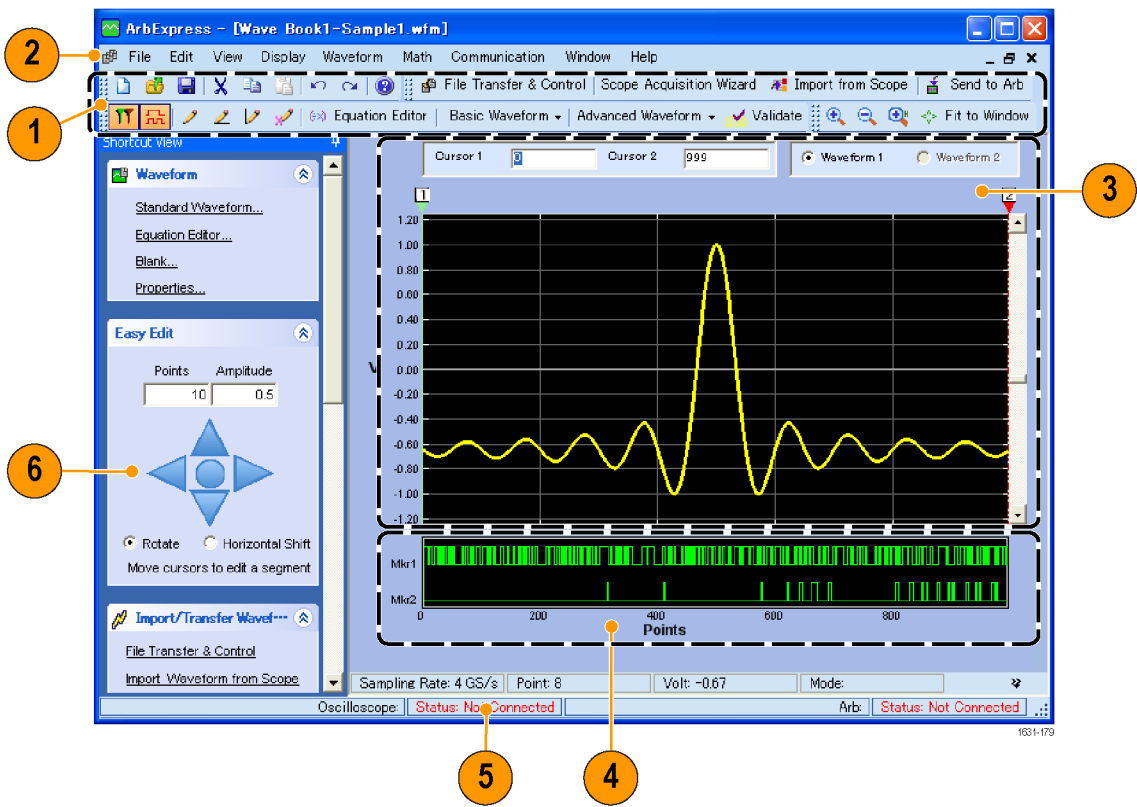 ArbExpress - [Wave Book1-Sample1.wfm]
2
File Edit View Display Waveform Math Communication Window Help
File Transfer & Control Scope Acquisition Wizard Import from Scope Send to Arb
1
Equation Editor Basic Waveform Advanced Waveform Validate Fit to Window
Shortcut View
Cursor 1 0 Cursor 2 999 Waveform 1 Waveform 2
3
Waveform
Standard Waveform...
Equation Editor...
Blank...
Properties...
1 2
1.20
1.00
0.80
0.60
0.40
0.20
0.00
-0.20
-0.40
-0.60
-0.80
-1.00
-1.20
Easy Edit
Points Amplitude
10 0.5
6
Rotate Horizontal Shift
Move cursors to edit a segment
Mkr1
Mkr2
0 200 400 600 800
Points
Import/Transfer Wavef···
File Transfer & Control
Import Waveform from Scope
Sampling Rate: 4 GS/s Point: 8 Volt: -0.67 Mode:
Oscilloscope: Status: Not Connected Arb: Status: Not Connected
1631-179
5 4